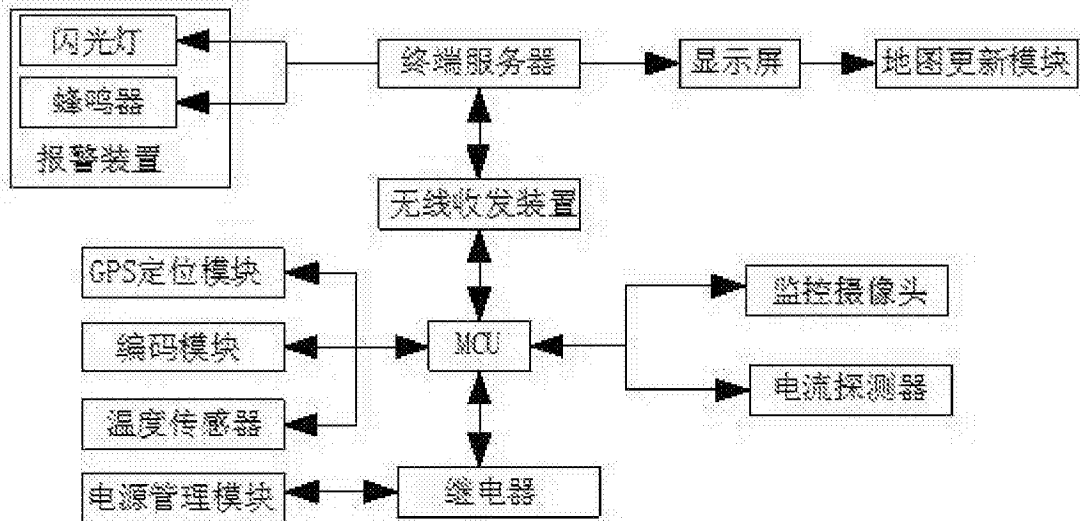 闪光灯
终端服务器
显示屏
地图更新模块
蜂鸣器
报警装置
无线收发装置
GPS定位模块
监控摄像头
编码模块
MCU
电流探测器
温度传感器
电源管理模块
继电器